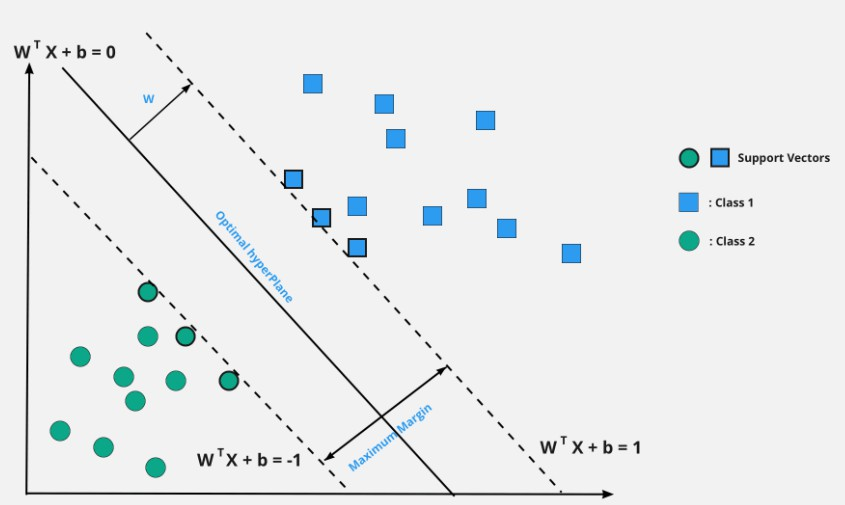 W^T X + b = 0
W
Optimal hyperPlane
Support Vectors
: Class 1
: Class 2
Maximum Margin
W^T X + b = -1
W^T X + b = 1